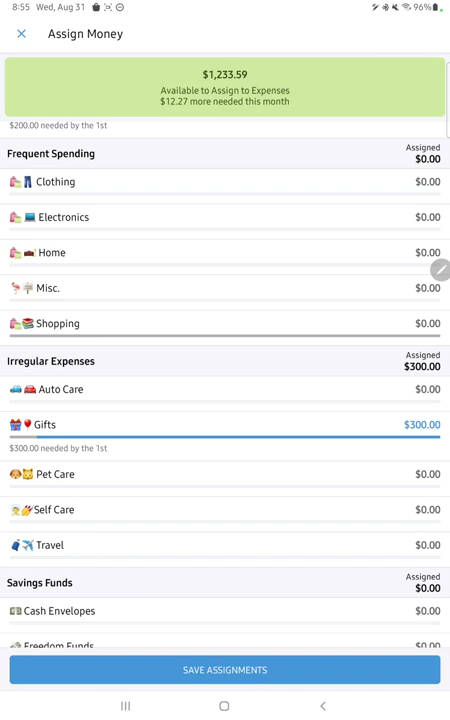 8:55 Wed, Aug 31
96%
Assign Money
$1,233.59
Available to Assign to Expenses
$12.27 more needed this month
$200.00 needed by the 1st
Frequent Spending
Assigned
$0.00
Clothing $0.00
Electronics $0.00
Home $0.00
Misc. $0.00
Shopping $0.00
Irregular Expenses
Assigned
$300.00
Auto Care $0.00
Gifts $300.00
$300.00 needed by the 1st
Pet Care $0.00
Self Care $0.00
Travel $0.00
Savings Funds
Assigned
$0.00
Cash Envelopes $0.00
Freedom Funds $0.00
SAVE ASSIGNMENTS